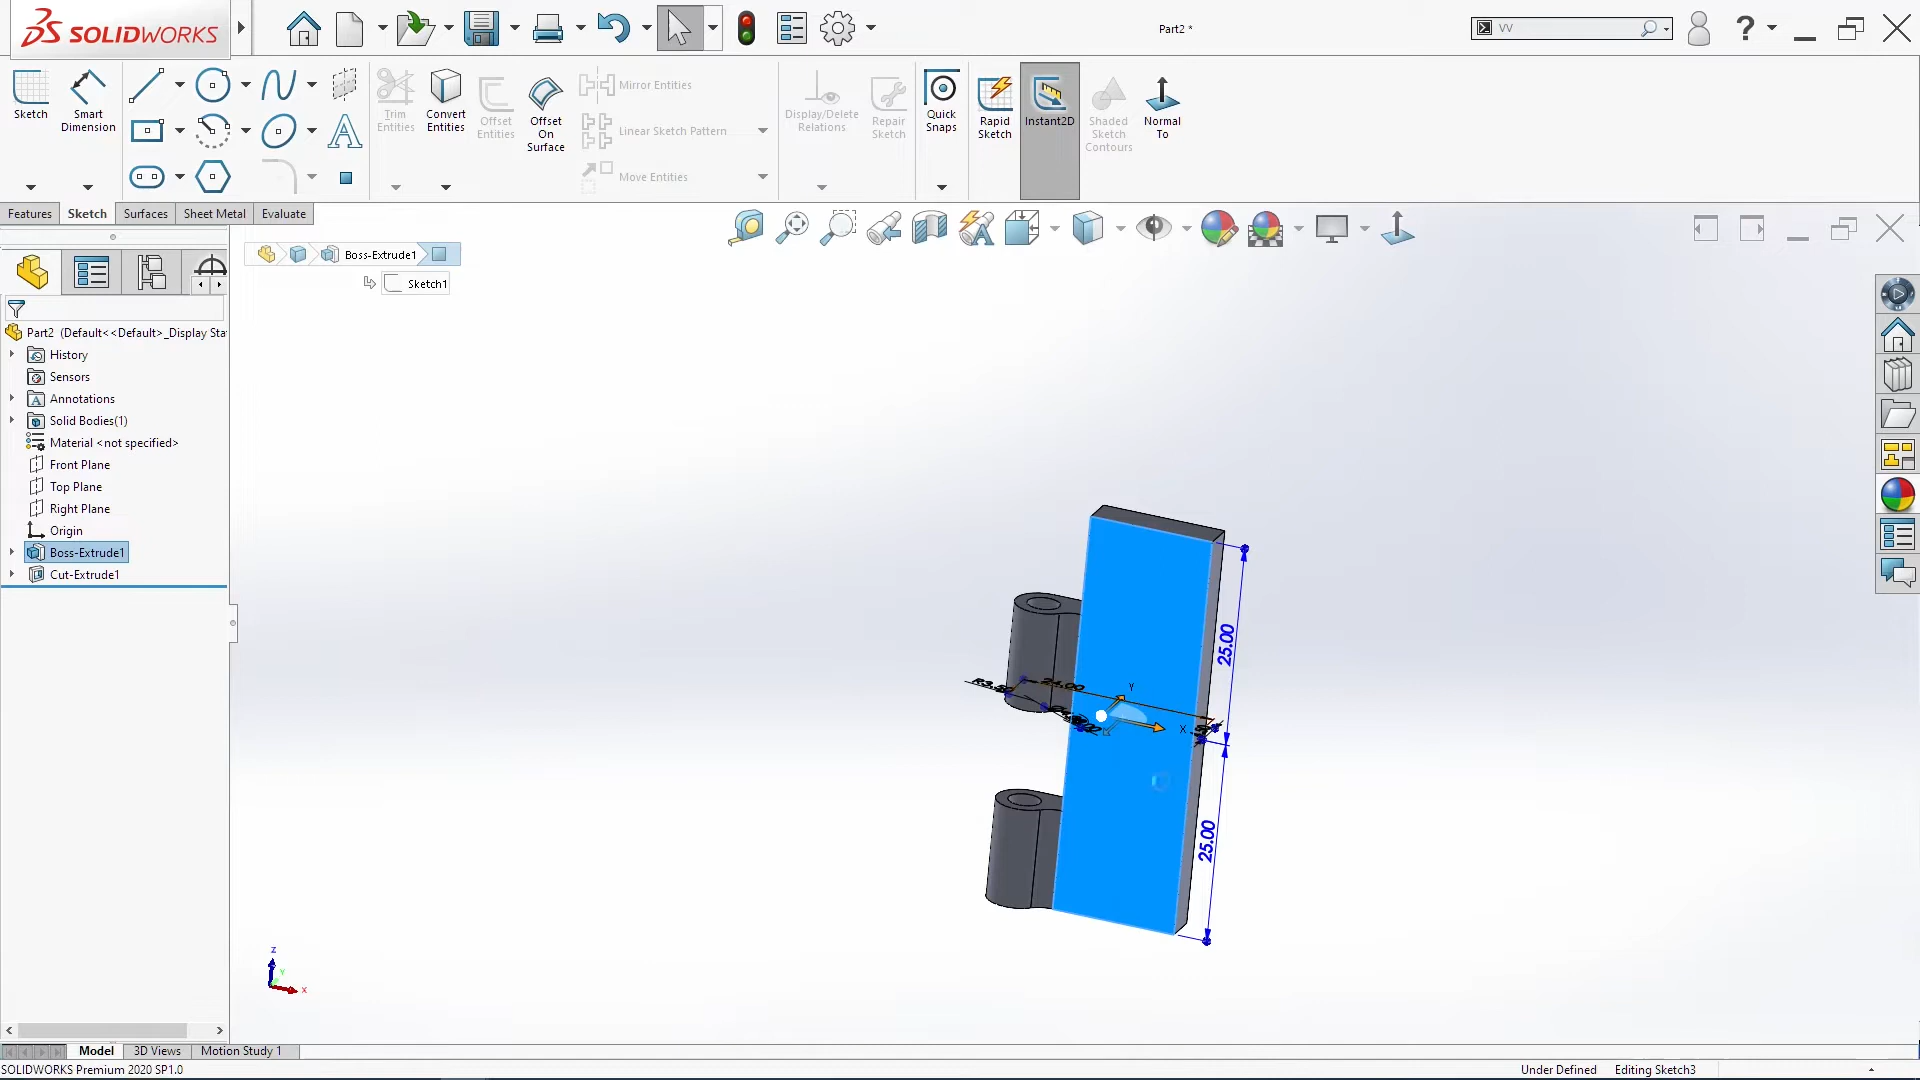 SOLIDWORKS
Part2 *
VV
Sketch
Smart
Dimension
Trim
Entities
Convert
Entities
Offset
Entities
Offset
On
Surface
Mirror Entities
Linear Sketch Pattern
Move Entities
Display/Delete
Relations
Repair
Sketch
Quick
Snaps
Rapid
Sketch
Instant2D
Shaded
Sketch
Contours
Normal
To
Features
Sketch
Surfaces
Sheet Metal
Evaluate
Boss-Extrude1
Sketch1
Part2 (Default<<Default>_Display Sta
History
Sensors
Annotations
Solid Bodies(1)
Material <not specified>
Front Plane
Top Plane
Right Plane
Origin
Boss-Extrude1
Cut-Extrude1
25.00
24.00
Y
X
25.00
Z
Y
X
Model
3D Views
Motion Study 1
SOLIDWORKS Premium 2020 SP1.0
Under Defined
Editing Sketch3